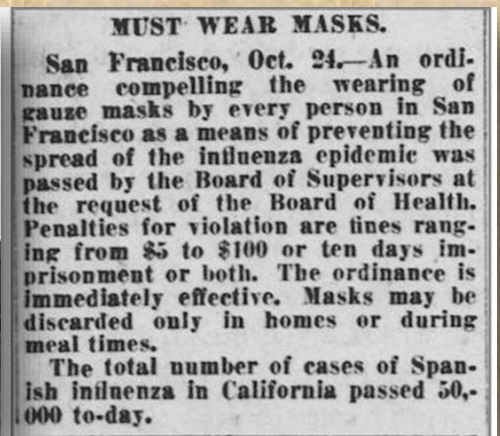 MUST WEAR MASKS.
San Francisco, Oct. 24.—An ordi-
nance compelling the wearing of
gauze masks by every person in San
Francisco as a means of preventing the
spread of the influenza epidemic was
passed by the Board of Supervisors at
the request of the Board of Health.
Penalties for violation are fines rang-
ing from $5 to $100 or ten days im-
prisonment or both. The ordinance is
immediately effective. Masks may be
discarded only in homes or during
meal times.
The total number of cases of Span-
ish influenza in California passed 50,-
000 to-day.